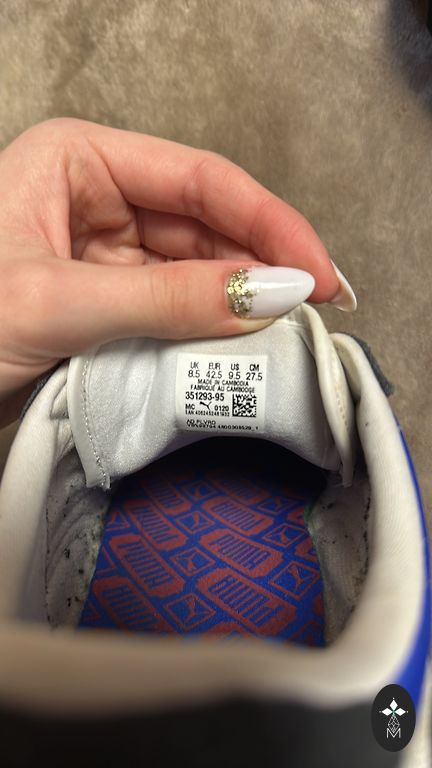 UK EUR US CM
8.5 42.5 9.5 27.5
MADE IN CAMBODIA
FABRIQUE AU CAMBODGE
351293-95
MC 0120